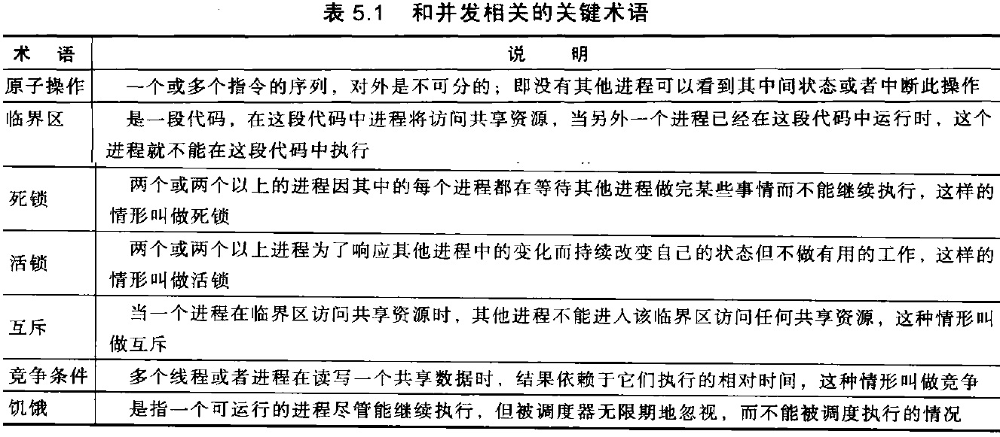 表 5.1 和并发相关的关键术语
术 语 说 明
原子操作 一个或多个指令的序列，对外是不可分的；即没有其他进程可以看到其中间状态或者中断此操作
临界区 是一段代码，在这段代码中进程将访问共享资源，当另外一个进程已经在这段代码中运行时，这个
进程就不能在这段代码中执行
死锁 两个或两个以上的进程因其中的每个进程都在等待其他进程做完某些事情而不能继续执行，这样的
情形叫做死锁
活锁 两个或两个以上进程为了响应其他进程中的变化而持续改变自己的状态但不做有用的工作，这样的
情形叫做活锁
互斥 当一个进程在临界区访问共享资源时，其他进程不能进入该临界区访问任何共享资源，这种情形叫
做互斥
竞争条件 多个线程或者进程在读写一个共享数据时，结果依赖于它们执行的相对时间，这种情形叫做竞争
饥饿 是指一个可运行的进程尽管能继续执行，但被调度器无限期地忽视，而不能被调度执行的情况